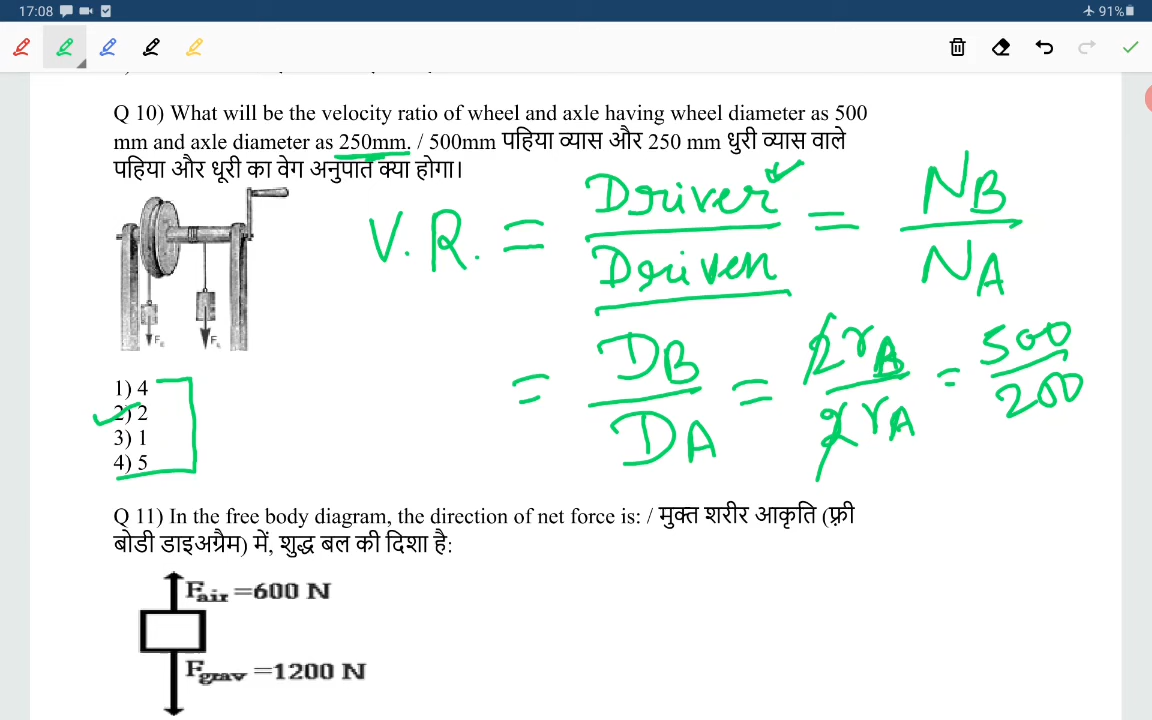 17:08
91%
Q 10) What will be the velocity ratio of wheel and axle having wheel diameter as 500
mm and axle diameter as 250mm. / 500mm पहिया व्यास और 250 mm धुरी व्यास वाले
पहिया और धूरी का वेग अनुपात क्या होगा।
V.R. = Driver / Driven = NB / NA
= DB / DA = 2rB / 2rA = 500 / 200
1) 4
2) 2
3) 1
4) 5
Q 11) In the free body diagram, the direction of net force is: / मुक्त शरीर आकृति (फ़्री
बोडी डाइअग्रैम) में, शुद्ध बल की दिशा है:
Fair =600 N
Fgrav =1200 N